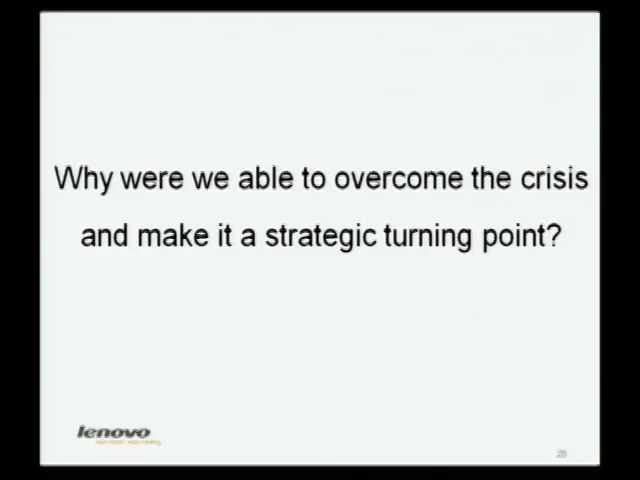 Why were we able to overcome the crisis
and make it a strategic turning point?
lenovo